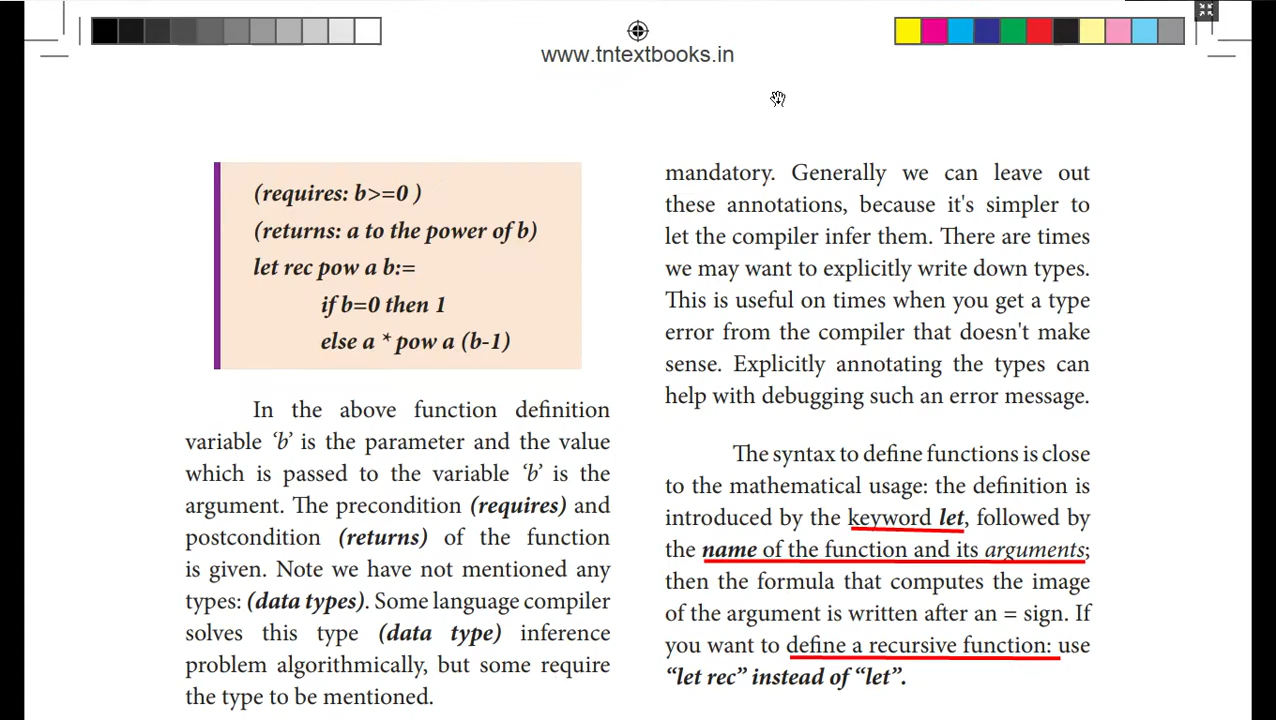 www.tntextbooks.in
(requires: b>=0 )
(returns: a to the power of b)
let rec pow a b:=
if b=0 then 1
else a * pow a (b-1)
In the above function definition
variable ‘b’ is the parameter and the value
which is passed to the variable ‘b’ is the
argument. The precondition (requires) and
postcondition (returns) of the function
is given. Note we have not mentioned any
types: (data types). Some language compiler
solves this type (data type) inference
problem algorithmically, but some require
the type to be mentioned.
mandatory. Generally we can leave out
these annotations, because it's simpler to
let the compiler infer them. There are times
we may want to explicitly write down types.
This is useful on times when you get a type
error from the compiler that doesn't make
sense. Explicitly annotating the types can
help with debugging such an error message.
The syntax to define functions is close
to the mathematical usage: the definition is
introduced by the keyword let, followed by
the name of the function and its arguments;
then the formula that computes the image
of the argument is written after an = sign. If
you want to define a recursive function: use
“let rec” instead of “let”.